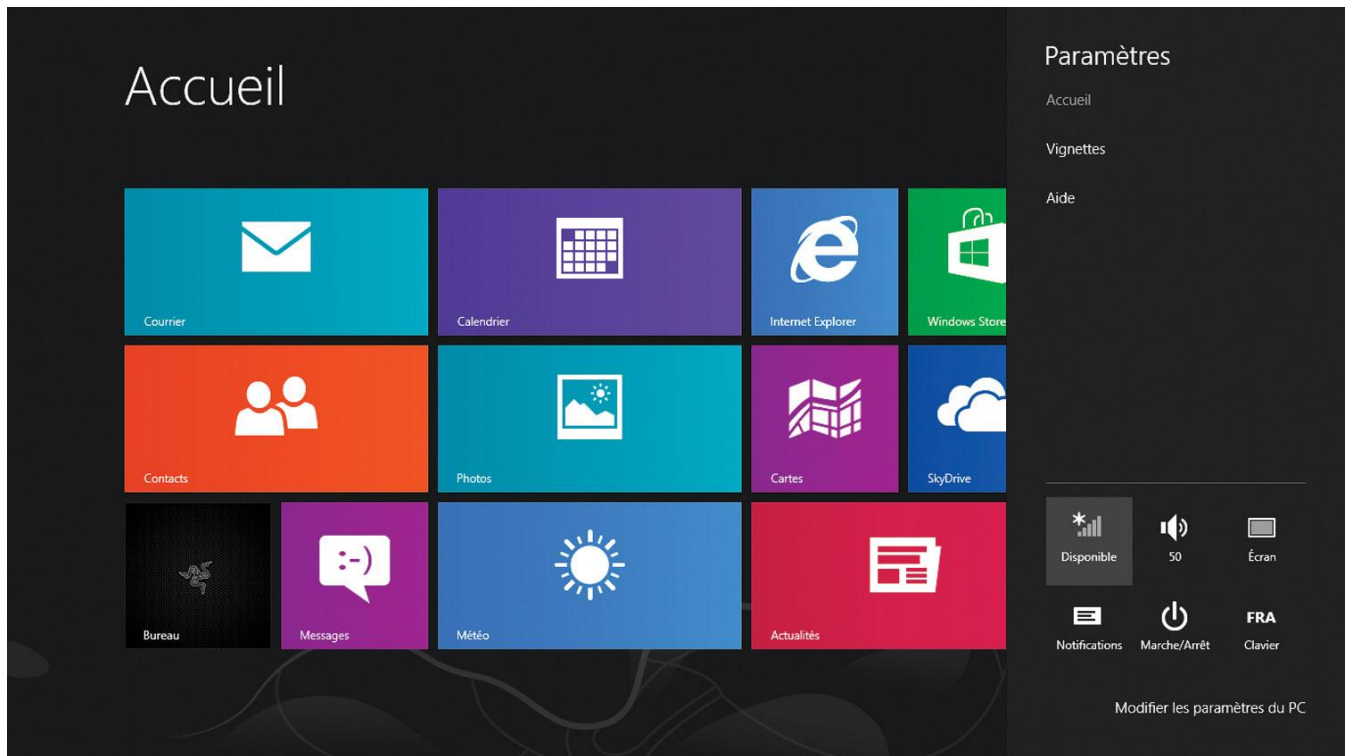 Accueil
Courrier
Calendrier
Internet Explorer
Windows Store
Contacts
Photos
Cartes
SkyDrive
Bureau
:-)
Messages
Météo
Actualités
Paramètres
Accueil
Vignettes
Aide
Disponible
50
Écran
Notifications
Marche/Arrêt
FRA
Clavier
Modifier les paramètres du PC